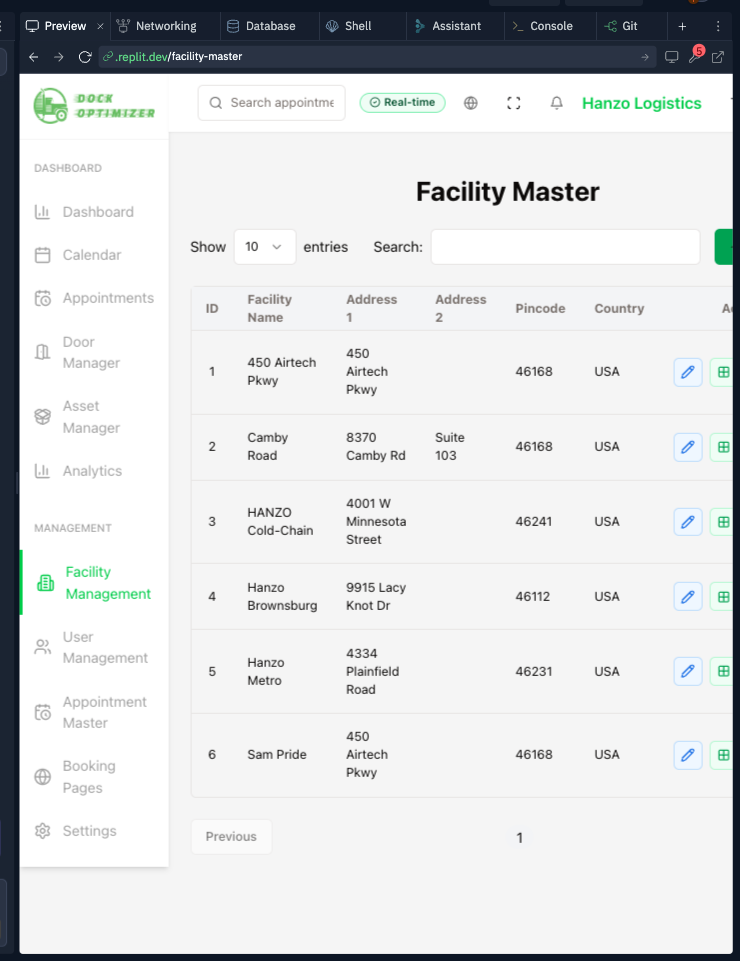 Preview
Networking
Database
Shell
Assistant
Console
Git
.replit.dev/facility-master
5
DOCK
OPTIMIZER
Search appointme
Real-time
Hanzo Logistics
DASHBOARD
Dashboard
Calendar
Appointments
Door
Manager
Asset
Manager
Analytics
MANAGEMENT
Facility
Management
User
Management
Appointment
Master
Booking
Pages
Settings
Facility Master
Show 10 entries Search:
ID Facility Name Address 1 Address 2 Pincode Country
1 450 Airtech Pkwy 450 Airtech Pkwy 46168 USA
2 Camby Road 8370 Camby Rd Suite 103 46168 USA
3 HANZO Cold-Chain 4001 W Minnesota Street 46241 USA
4 Hanzo Brownsburg 9915 Lacy Knot Dr 46112 USA
5 Hanzo Metro 4334 Plainfield Road 46231 USA
6 Sam Pride 450 Airtech Pkwy 46168 USA
Previous
1